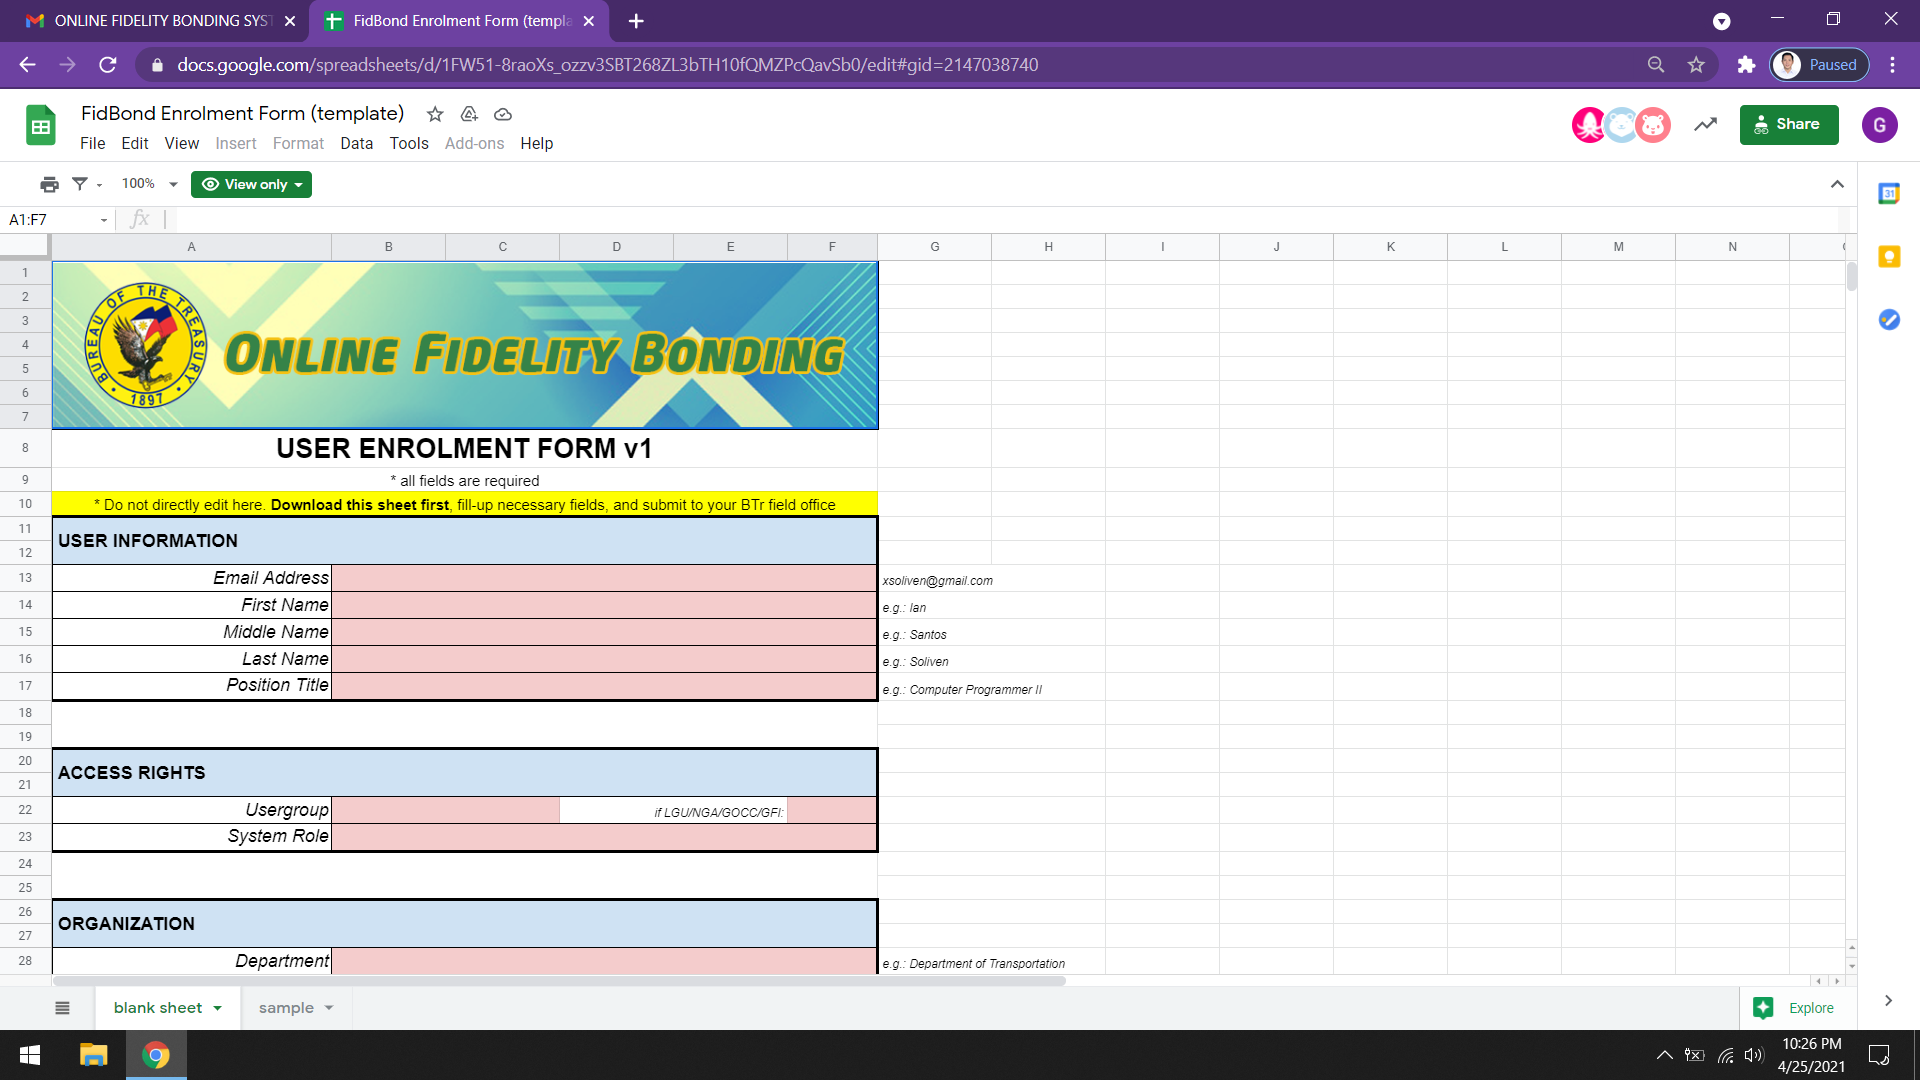 ONLINE FIDELITY BONDING SYST
FidBond Enrolment Form (templa
docs.google.com/spreadsheets/d/1FW51-8raoXs_ozzv3SBT268ZL3bTH10fQMZPcQavSb0/edit#gid=2147038740
Paused
FidBond Enrolment Form (template)
File Edit View Insert Format Data Tools Add-ons Help
Share
G
100%
View only
31
A1:F7
fx
A B C D E F G H I J K L M N
1
2
3
4
5
6
7
BUREAU OF THE TREASURY
1897
ONLINE FIDELITY BONDING
8 USER ENROLMENT FORM v1
9 * all fields are required
10 * Do not directly edit here. Download this sheet first, fill-up necessary fields, and submit to your BTr field office
11
USER INFORMATION
12
13 Email Address xsoliven@gmail.com
14 First Name e.g.: Ian
15 Middle Name e.g.: Santos
16 Last Name e.g.: Soliven
17 Position Title e.g.: Computer Programmer II
18
19
20
ACCESS RIGHTS
21
22 Usergroup if LGU/NGA/GOCC/GFI:
23 System Role
24
25
26
ORGANIZATION
27
28 Department e.g.: Department of Transportation
blank sheet sample Explore
10:26 PM
4/25/2021